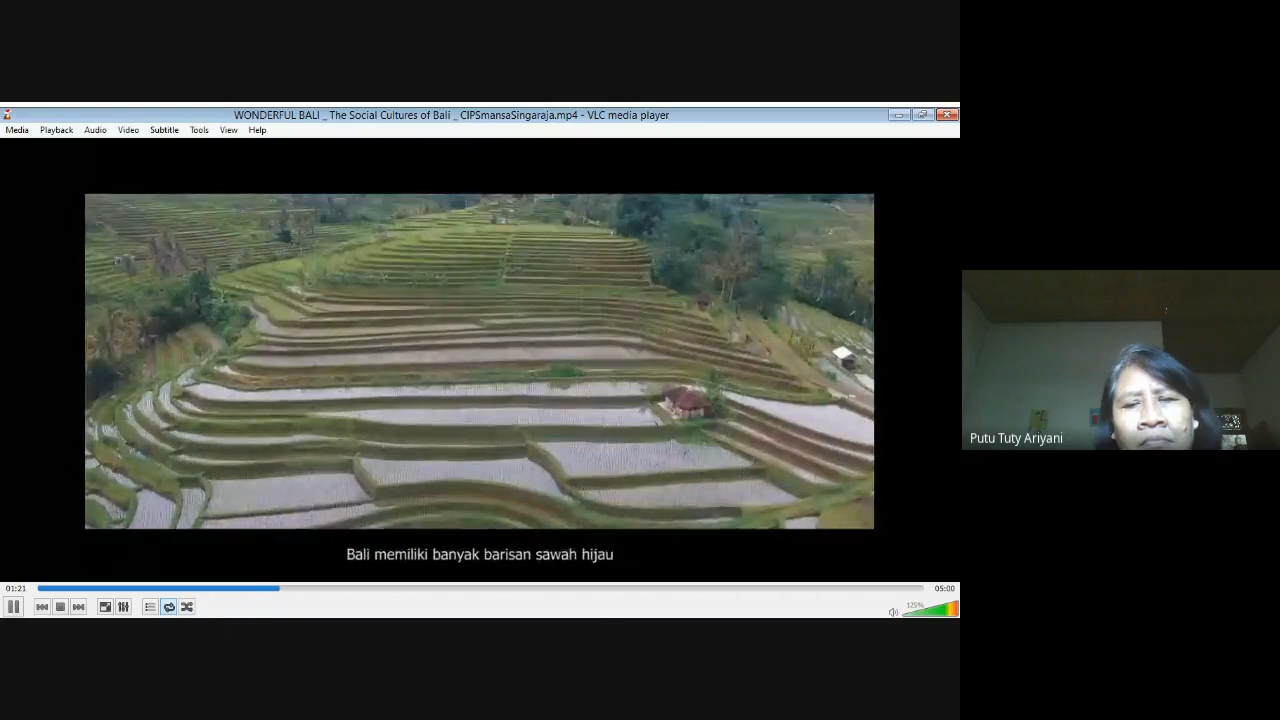 WONDERFUL BALI _ The Social Cultures of Bali _ CIPSmansaSingaraja.mp4 - VLC media player
Media Playback Audio Video Subtitle Tools View Help
Putu Tuty Ariyani
Bali memiliki banyak barisan sawah hijau
01:21
05:00
125%